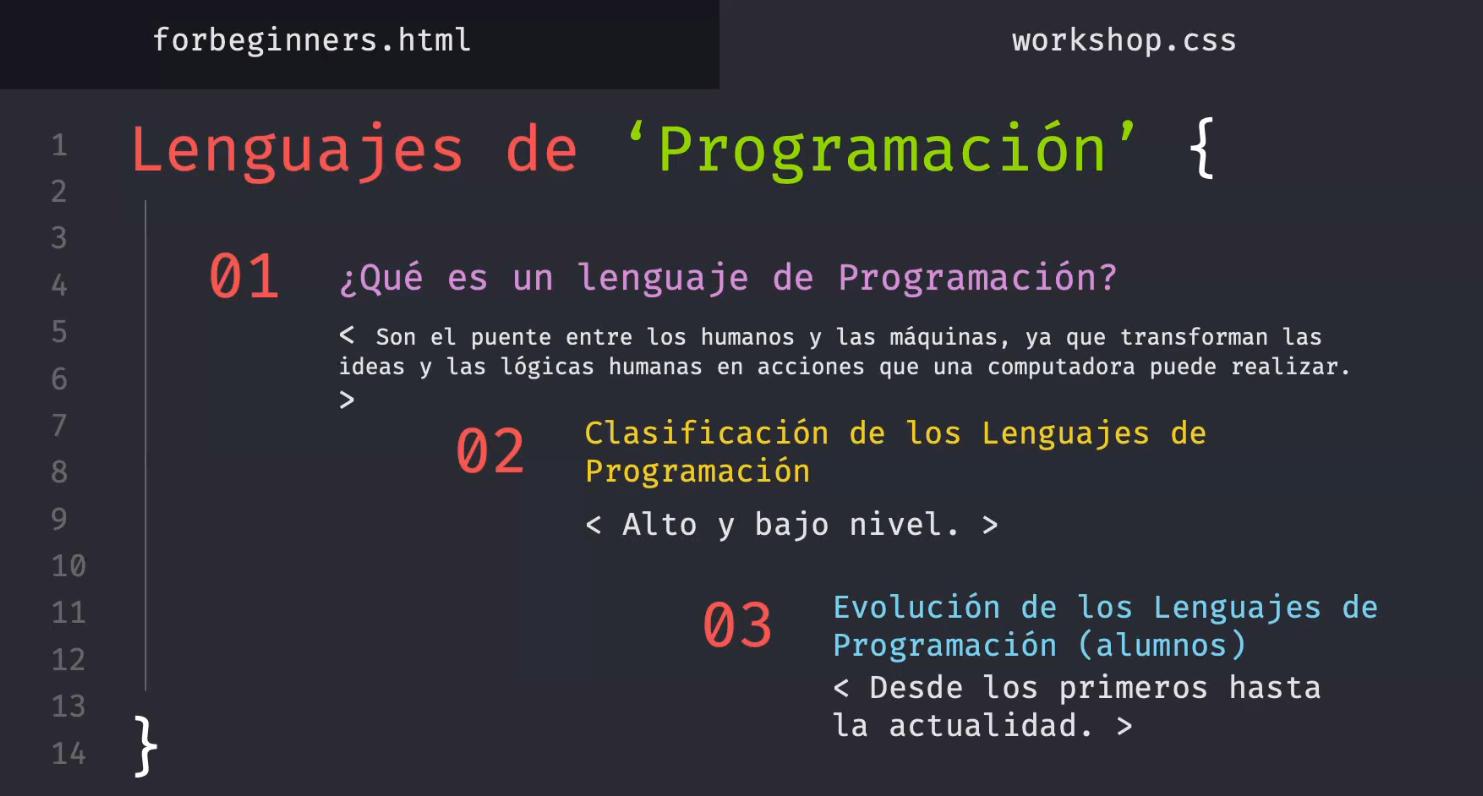 forbeginners.html
workshop.css
1
Lenguajes de ‘Programación’ {
2
3
01
¿Qué es un lenguaje de Programación?
4
5
< Son el puente entre los humanos y las máquinas, ya que transforman las
ideas y las lógicas humanas en acciones que una computadora puede realizar.
6
>
7
02
Clasificación de los Lenguajes de
Programación
8
9
< Alto y bajo nivel. >
10
11
03
Evolución de los Lenguajes de
Programación (alumnos)
12
< Desde los primeros hasta
la actualidad. >
13
14
}